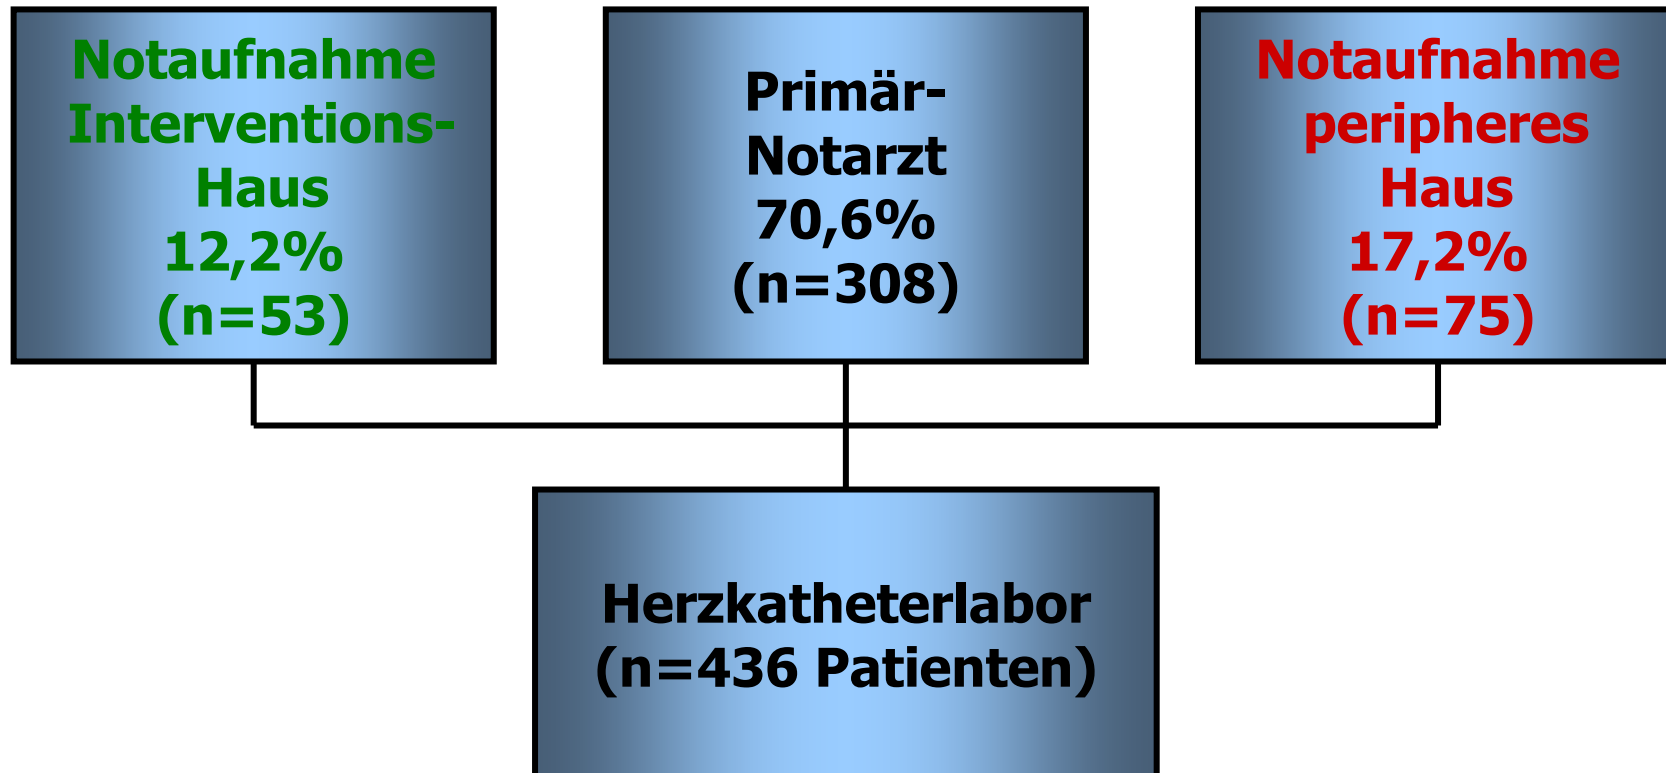 Notaufnahme
Interventions-
Haus
12,2%
(n=53)
Primär-
Notarzt
70,6%
(n=308)
Notaufnahme
peripheres
Haus
17,2%
(n=75)
Herzkatheterlabor
(n=436 Patienten)